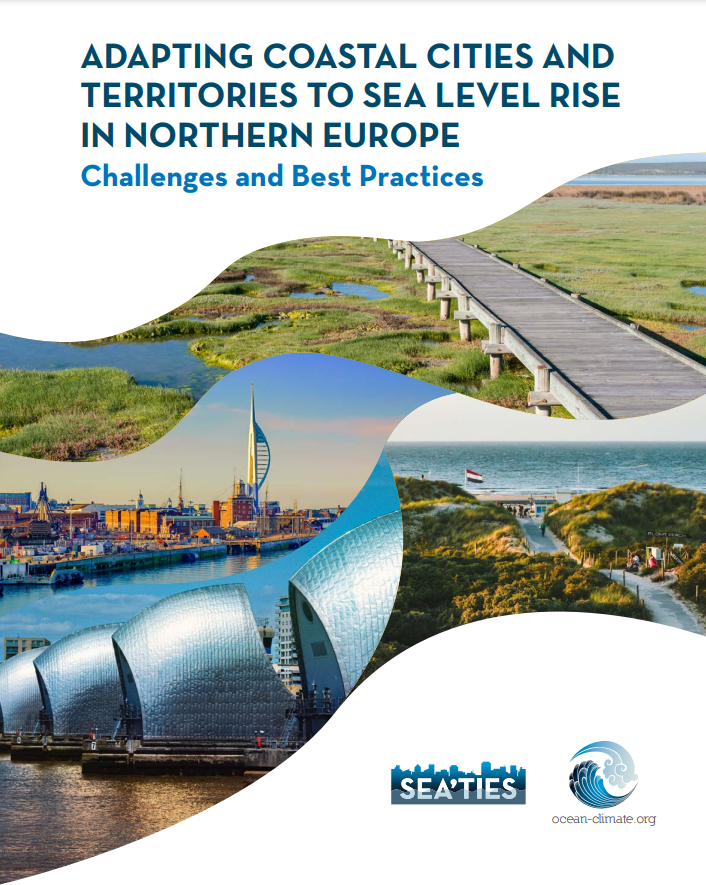 ADAPTING COASTAL CITIES AND
TERRITORIES TO SEA LEVEL RISE
IN NORTHERN EUROPE
Challenges and Best Practices
SEA'TIES
ocean-climate.org